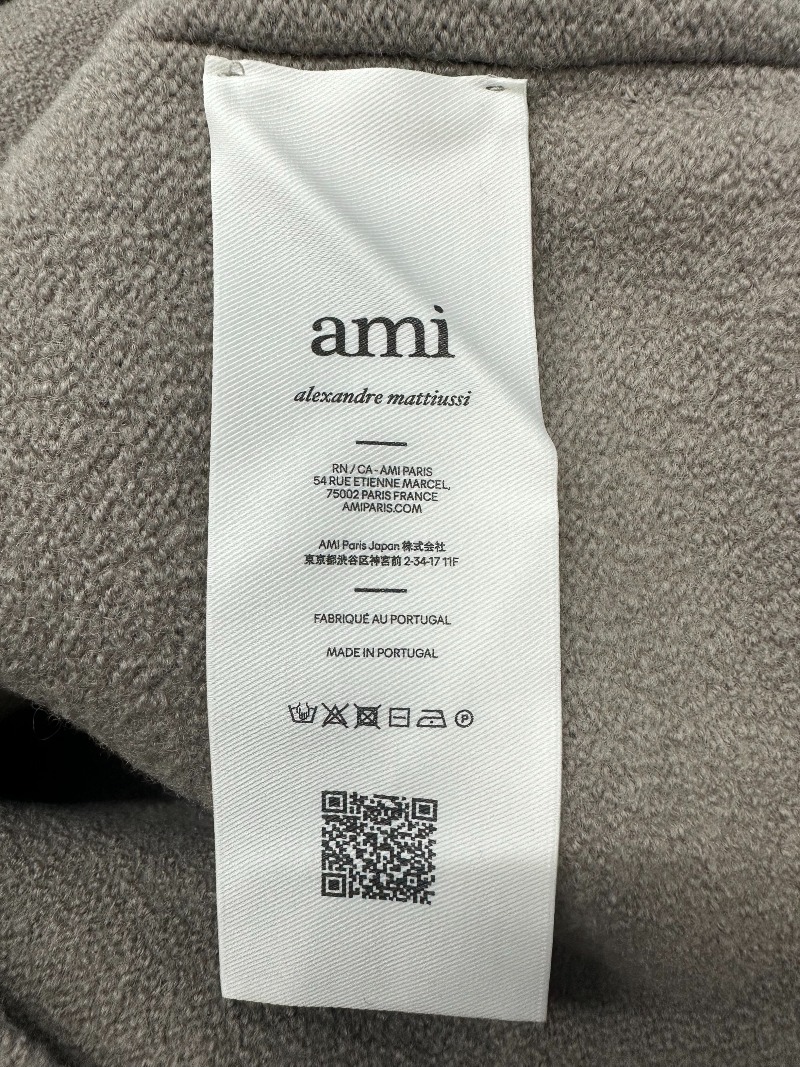 ami
alexandre mattiussi
RN / CA - AMI PARIS
54 RUE ETIENNE MARCEL,
75002 PARIS FRANCE
AMIPARIS.COM
AMI Paris Japan 株式会社
東京都渋谷区神宮前 2-34-17 11F
FABRIQUÉ AU PORTUGAL
MADE IN PORTUGAL
P